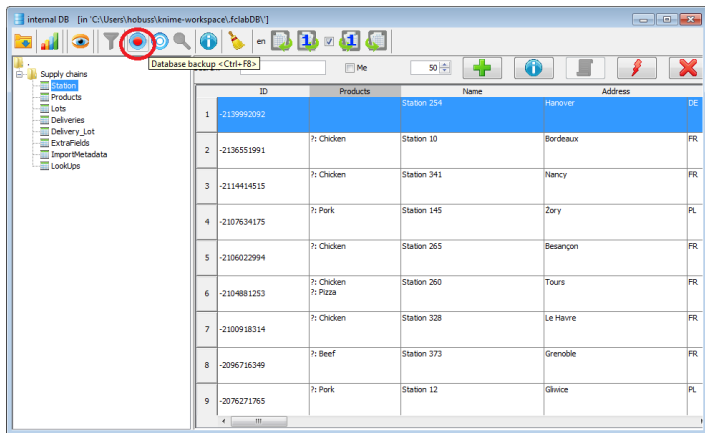 internal DB [in 'C:\Users\hobuss\knime-workspace\.fclabDB\']
en 1 1
Database backup <Ctrl+F8>
Me 50
.
Supply chains
Station
Products
Lots
Deliveries
Delivery_Lot
ExtraFields
ImportMetadata
LookUps
ID Products Name Address
1 -2139992092 Station 254 Hanover DE
2 -2136551991 ?: Chicken Station 10 Bordeaux FR
3 -2114414515 ?: Chicken Station 341 Nancy FR
4 -2107634175 ?: Pork Station 145 Żory PL
5 -2106022994 ?: Chicken Station 265 Besançon FR
6 -2104881253 ?: Chicken Station 260 Tours FR
?: Pizza
7 -2100918314 ?: Chicken Station 328 Le Havre FR
8 -2096716349 ?: Beef Station 373 Grenoble FR
9 -2076271765 ?: Pork Station 12 Gliwice PL